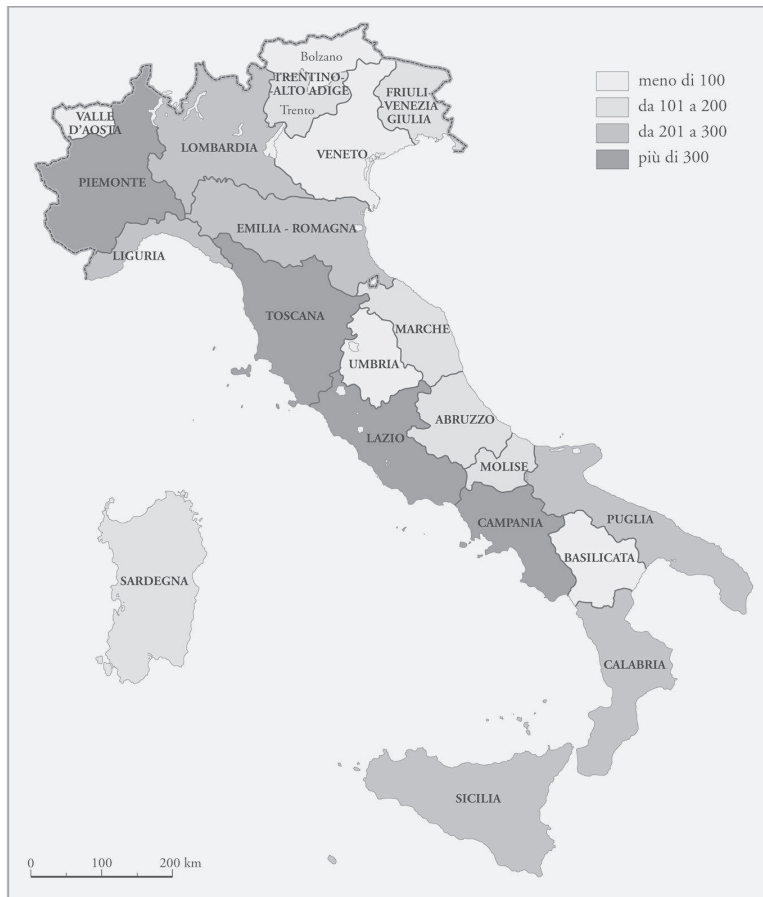 meno di 100
da 101 a 200
da 201 a 300
più di 300
Bolzano
TRENTINO-
ALTO ADIGE
Trento
FRIULI-
VENEZIA
GIULIA
VALLE
D'AOSTA
LOMBARDIA
VENETO
PIEMONTE
EMILIA - ROMAGNA
LIGURIA
TOSCANA
MARCHE
UMBRIA
ABRUZZO
LAZIO
MOLISE
CAMPANIA
PUGLIA
BASILICATA
SARDEGNA
CALABRIA
SICILIA
0 100 200 km